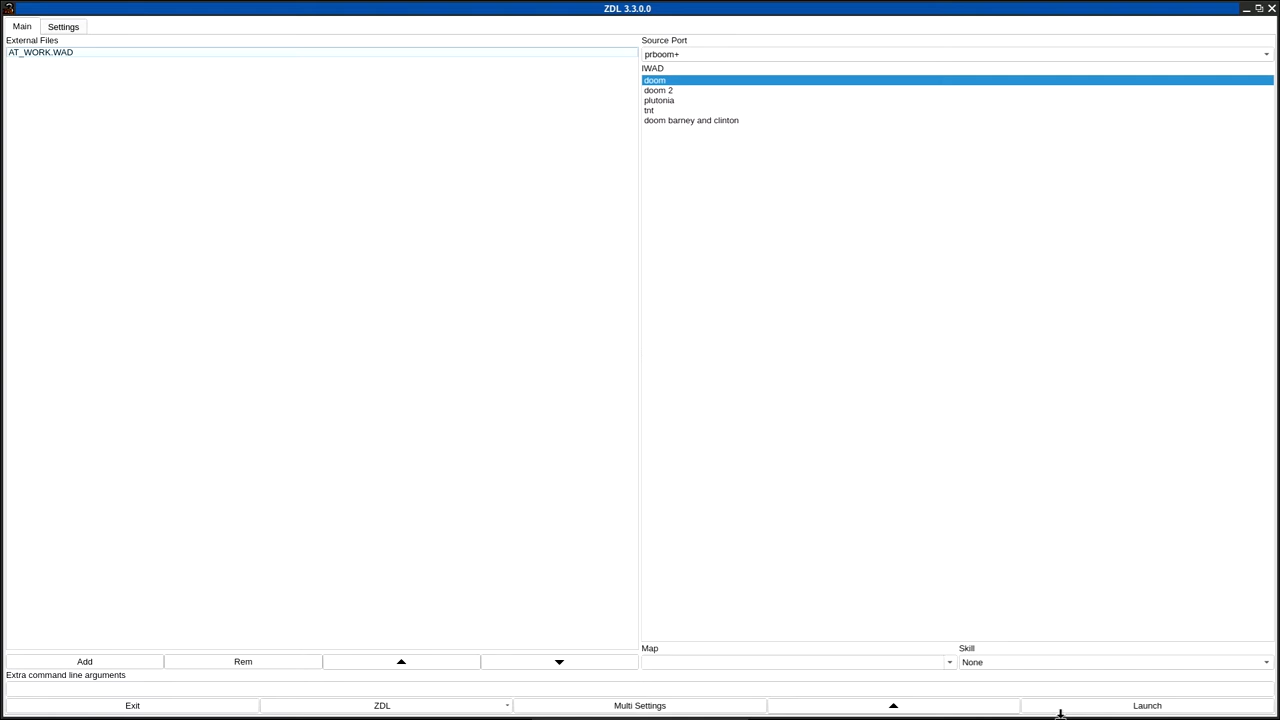 ZDL 3.3.0.0
Main
Settings
External Files
AT_WORK.WAD
Source Port
prboom+
IWAD
doom
doom 2
plutonia
tnt
doom barney and clinton
Map
Skill
None
Add
Rem
Extra command line arguments
Exit
ZDL
Multi Settings
Launch